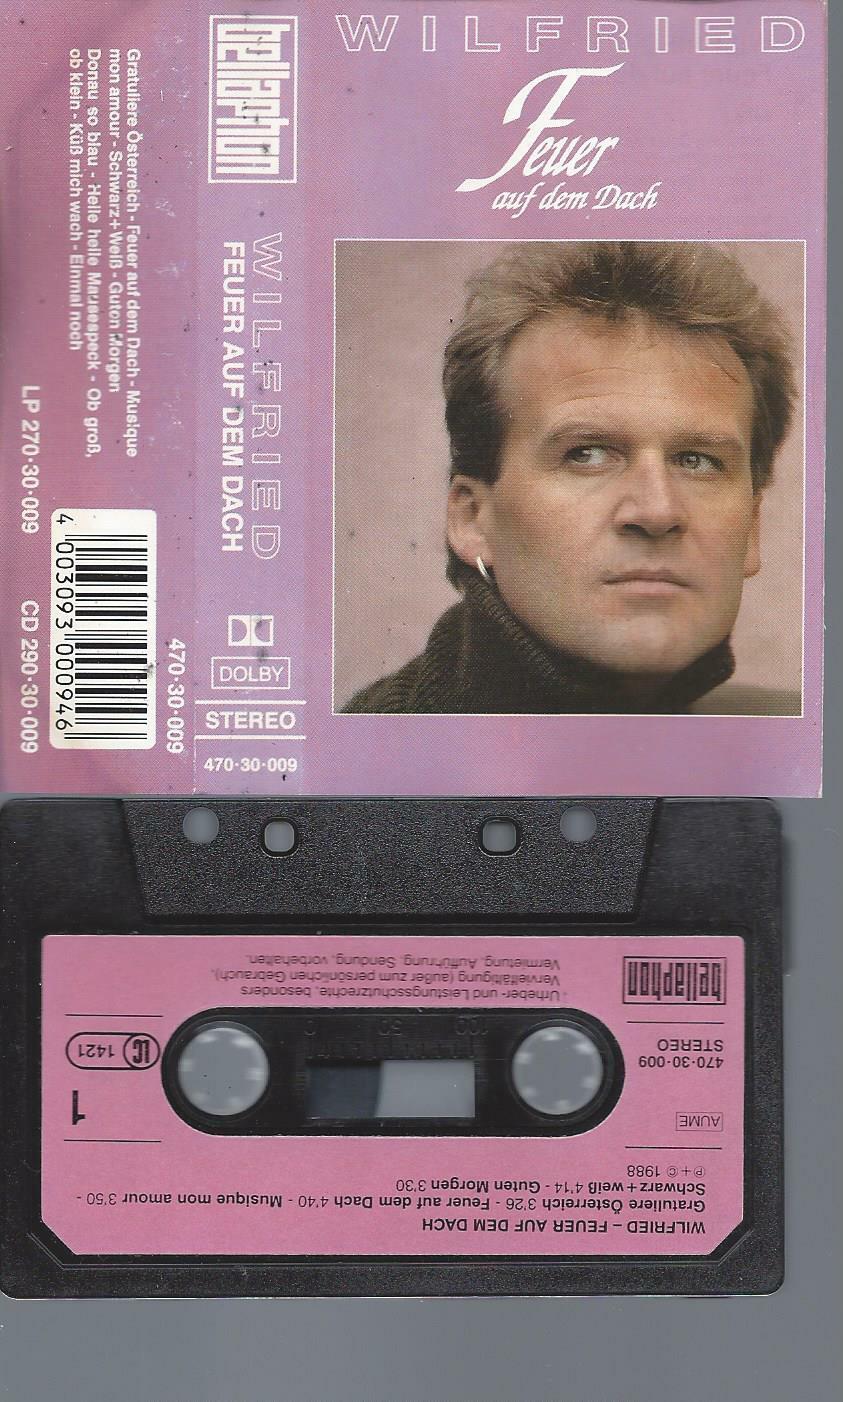 WILFRIED
Feuer
auf dem Dach
bellaphon
WILFRIED
FEUER AUF DEM DACH
DOLBY
STEREO
470·30·009
Gratuliere Österreich - Feuer auf dem Dach - Musique
mon amour - Schwarz+Weiß - Guten Morgen
Donau so blau - Helle helle Mausespeck - Ob groß,
ob klein - Küß mich wach - Einmal noch
LP 270·30·009 CD 290·30·009
470·30·009
4 003093 000946
WILFRIED – FEUER AUF DEM DACH
Gratuliere Österreich 3'26 - Feuer auf dem Dach 4'40 - Musique mon amour 3'50 -
Schwarz+weiß 4'14 - Guten Morgen 3'30
℗+© 1988
AUME
1
470·30·009
STEREO
LC 1421
bellaphon
Urheber- und Leistungsschutzrechte, besonders
Vervielfältigung (außer zum persönlichen Gebrauch),
Vermietung, Aufführung, Sendung, vorbehalten.
100 50 0